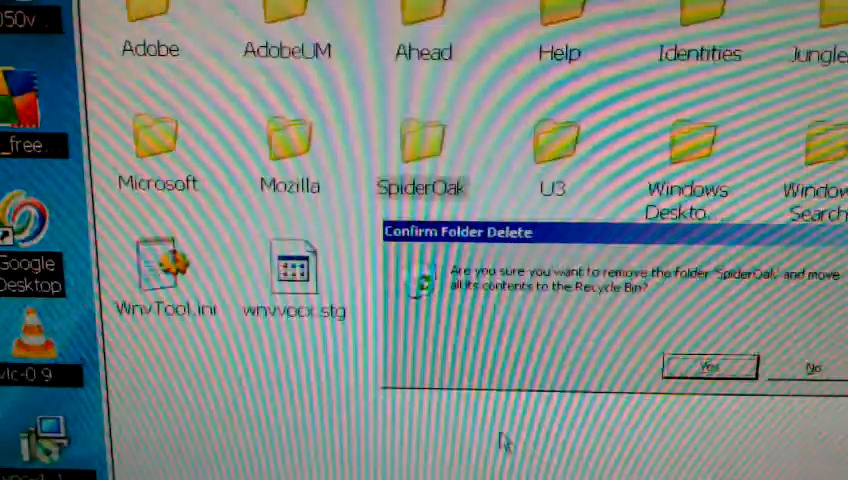 050v..
Adobe
AdobeUM
Ahead
Help
Identities
Jungle
_free.
Microsoft
Mozilla
SpiderOak
U3
Windows
Deskto...
Window
Search
Confirm Folder Delete
Are you sure you want to remove the folder 'SpiderOak' and move
all its contents to the Recycle Bin?
Google
Desktop
WnvTool.ini
vlc-0.9
Yes
No